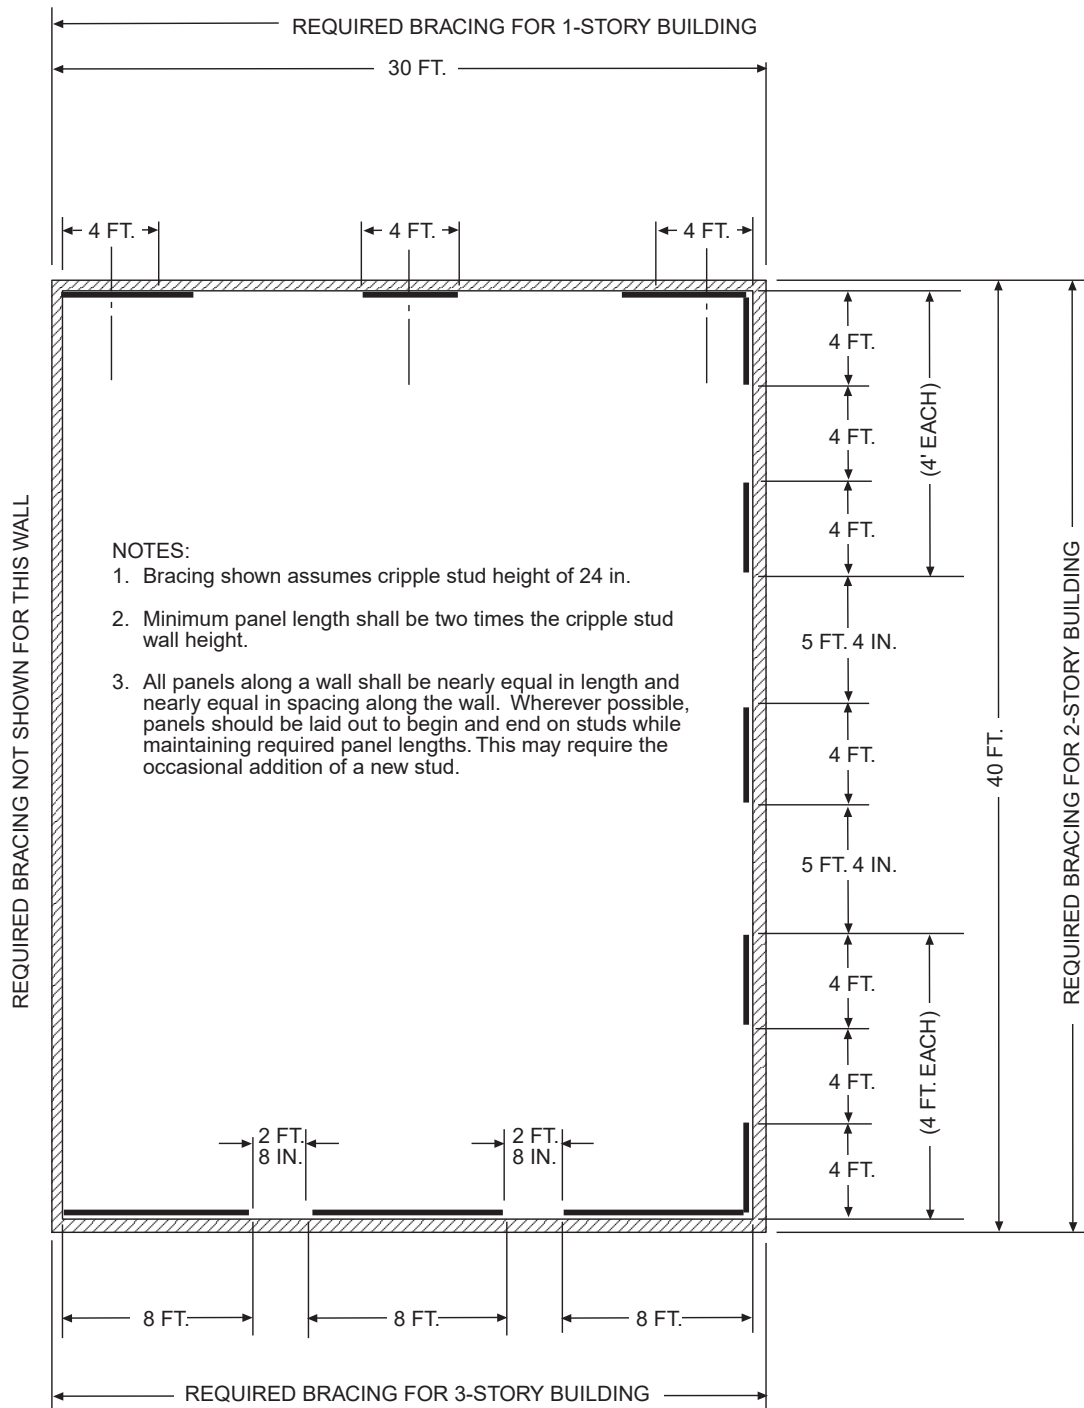 REQUIRED BRACING FOR 1-STORY BUILDING
30 FT.
4 FT.
4 FT.
4 FT.
4 FT.
4 FT.
4 FT.
(4' EACH)
5 FT. 4 IN.
4 FT.
5 FT. 4 IN.
4 FT.
4 FT.
4 FT.
(4 FT. EACH)
40 FT.
REQUIRED BRACING FOR 2-STORY BUILDING
REQUIRED BRACING NOT SHOWN FOR THIS WALL
NOTES:
1. Bracing shown assumes cripple stud height of 24 in.
2. Minimum panel length shall be two times the cripple stud
wall height.
3. All panels along a wall shall be nearly equal in length and
nearly equal in spacing along the wall. Wherever possible,
panels should be laid out to begin and end on studs while
maintaining required panel lengths. This may require the
occasional addition of a new stud.
2 FT.
8 IN.
2 FT.
8 IN.
8 FT.
8 FT.
8 FT.
REQUIRED BRACING FOR 3-STORY BUILDING